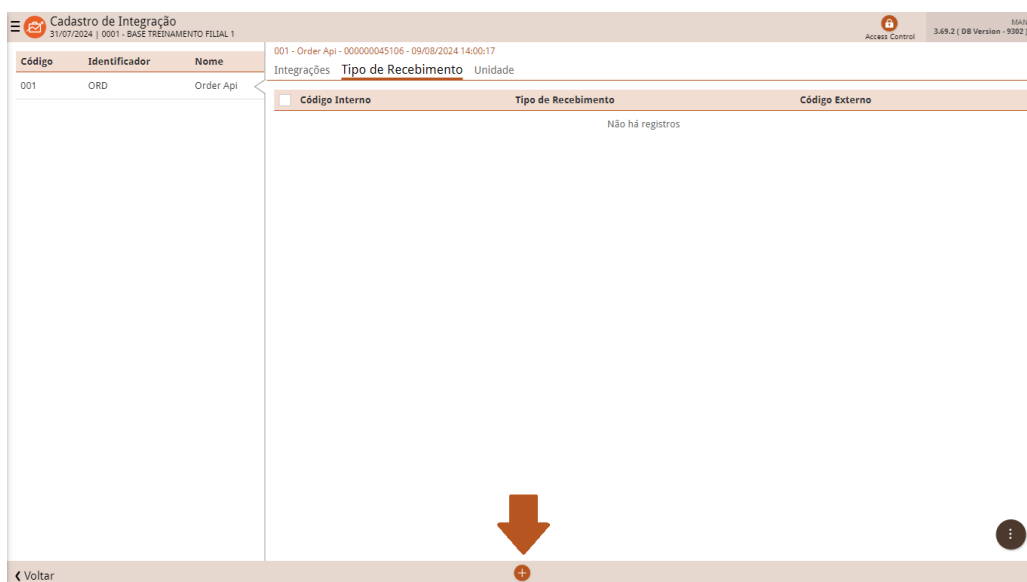 Cadastro de Integração
31/07/2024 | 0001 - BASE TREINAMENTO FILIAL 1
Access Control
MAN
3.69.2 ( DB Version - 9302 )
Código Identificador Nome
001 ORD Order Api
001 - Order Api - 000000045106 - 09/08/2024 14:00:17
Integrações Tipo de Recebimento Unidade
Código Interno Tipo de Recebimento Código Externo
Não há registros
Voltar